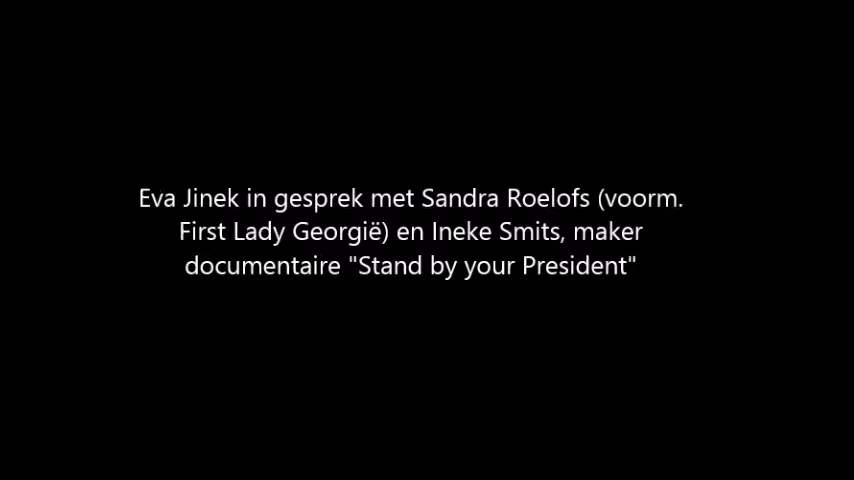 Eva Jinek in gesprek met Sandra Roelofs (voorm.
First Lady Georgië) en Ineke Smits, maker
documentaire "Stand by your President"